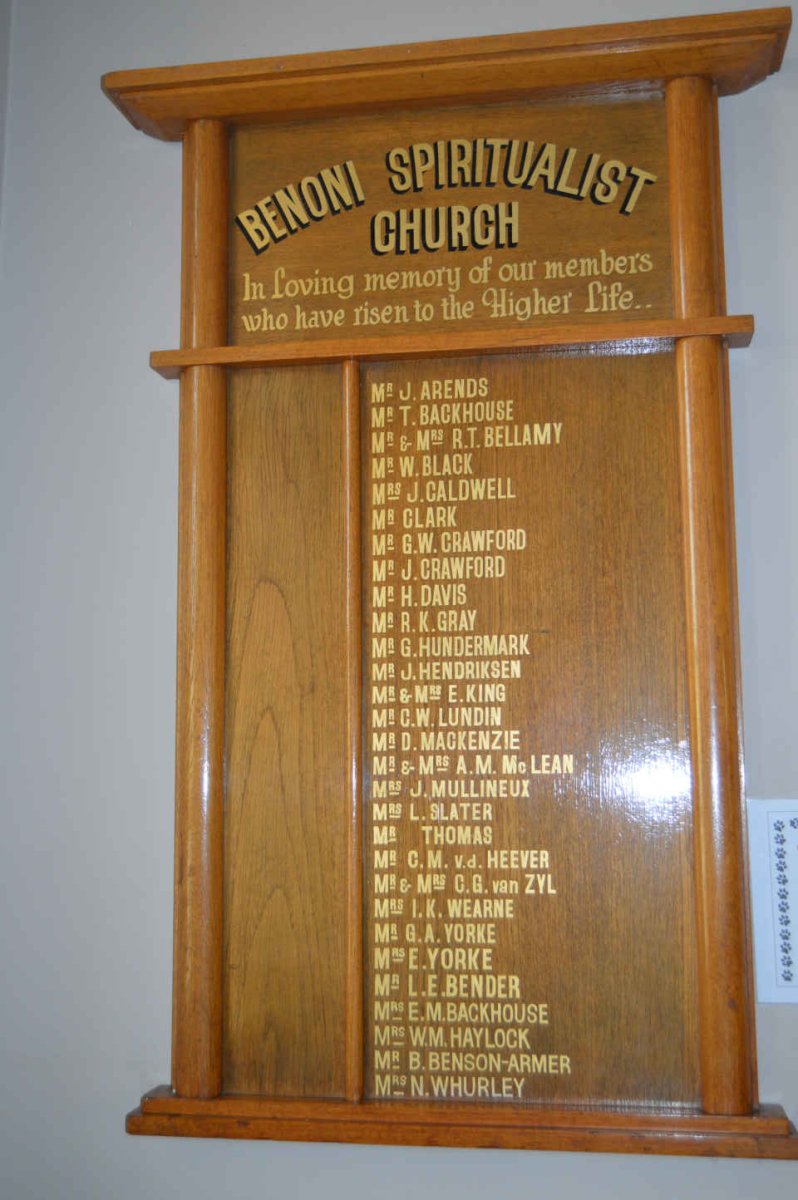 BENONI SPIRITUALIST
CHURCH
In Loving memory of our members
who have risen to the Higher Life..
MR J. ARENDS
MR T. BACKHOUSE
MR & MRS R.T. BELLAMY
MR W. BLACK
MRS J. CALDWELL
MR CLARK
MR G.W. CRAWFORD
MR J. CRAWFORD
MR H. DAVIS
MR R.K. GRAY
MR G. HUNDERMARK
MR J. HENDRIKSEN
MR & MRS E. KING
MR C.W. LUNDIN
MR D. MACKENZIE
MR & MRS A.M. Mc LEAN
MRS J. MULLINEUX
MRS L. SLATER
MR THOMAS
MR C.M. v.d. HEEVER
MR & MRS C.G. van ZYL
MRS I.K. WEARNE
MR G.A. YORKE
MRS E. YORKE
MR L.E. BENDER
MRS E.M. BACKHOUSE
MRS W.M. HAYLOCK
MR B. BENSON-ARMER
MRS N. WHURLEY